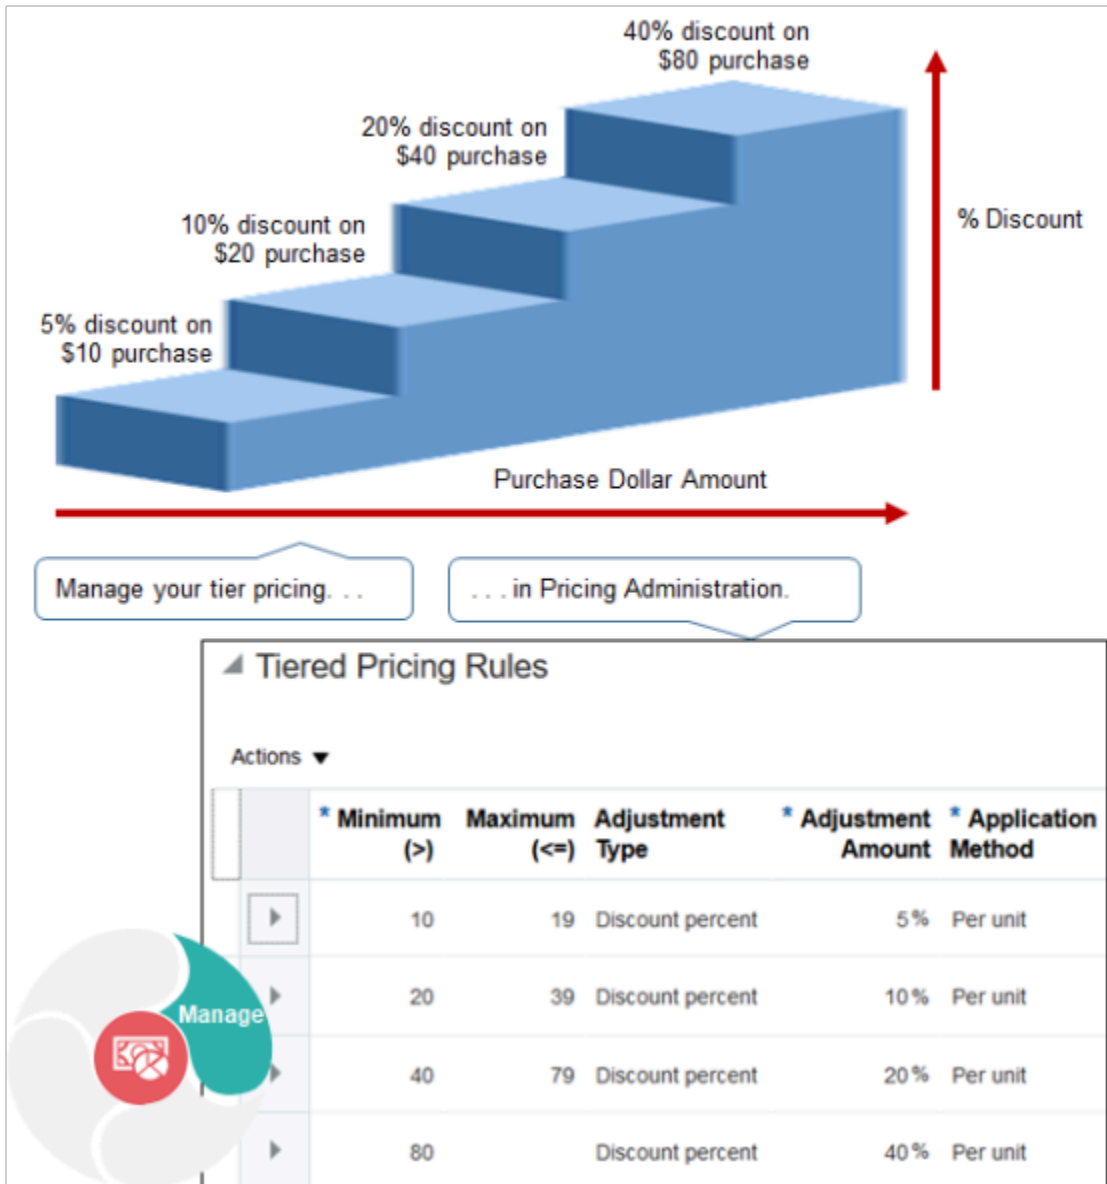 40% discount on
$80 purchase
20% discount on
$40 purchase
10% discount on
$20 purchase
5% discount on
$10 purchase
% Discount
Purchase Dollar Amount
Manage your tier pricing. . .
. . . in Pricing Administration.
Tiered Pricing Rules
Actions
* Minimum (>) Maximum (<=) Adjustment Type * Adjustment Amount * Application Method
10 19 Discount percent 5% Per unit
20 39 Discount percent 10% Per unit
Manage
40 79 Discount percent 20% Per unit
80 Discount percent 40% Per unit